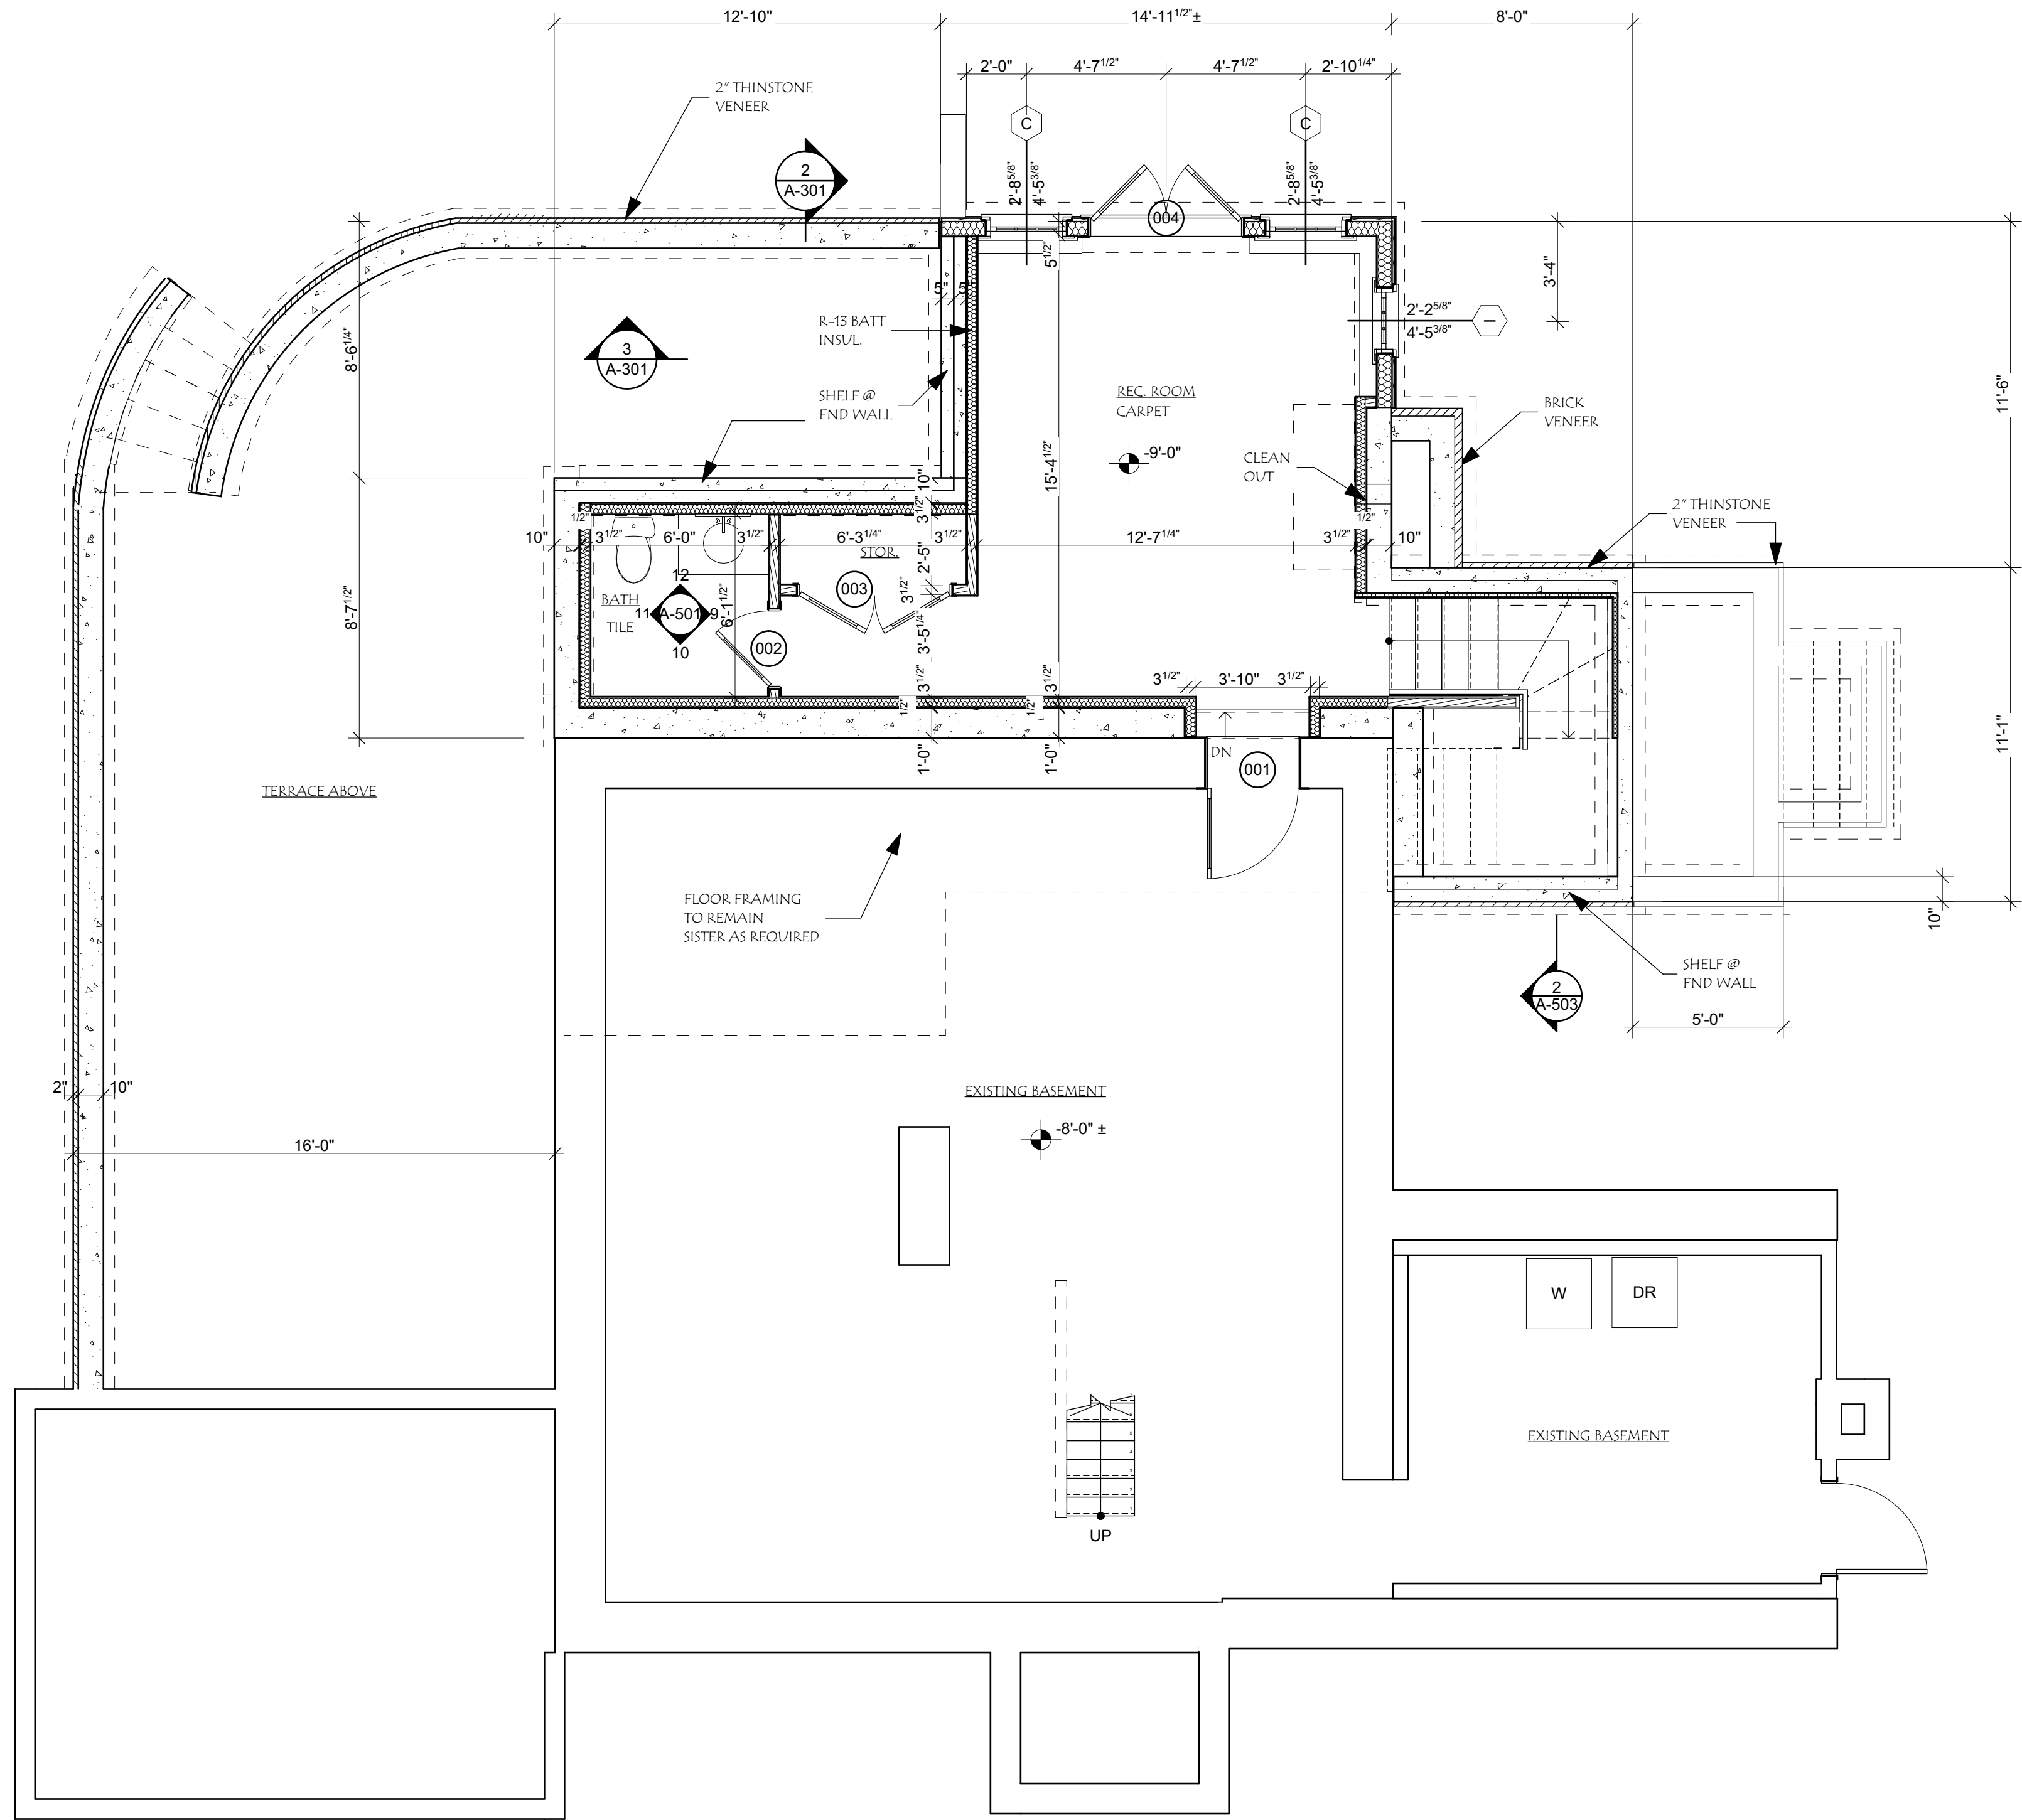 12'-10"
14'-11 1/2"±
8'-0"
2'-0"
4'-7 1/2"
4'-7 1/2"
2'-10 1/4"
2" THINSTONE
VENEER
C
C
2
A-301
2'-8 5/8"
4'-5 3/8"
2'-8 5/8"
4'-5 3/8"
004
5 1/2"
3'-4"
5"
5"
R-13 BATT
INSUL.
2'-2 5/8"
4'-5 3/8"
I
8'-6 1/4"
3
A-301
SHELF @
FND WALL
REC. ROOM
CARPET
BRICK
VENEER
11'-6"
-9'-0"
CLEAN
OUT
10"
15'-4 1/2"
3 1/2"
2" THINSTONE
VENEER
1/2"
1/2"
10"
3 1/2"
6'-0"
3 1/2"
6'-3 1/4"
3 1/2"
12'-7 1/4"
3 1/2"
10"
STOR.
2'-5"
12
11
A-501
9
10
BATH
TILE
6'-1 1/2"
003
3 1/2"
8'-7 1/2"
002
3'-5 1/4"
3 1/2"
1/2"
3 1/2"
1/2"
3 1/2"
3'-10"
3 1/2"
1'-0"
1'-0"
DN
001
11'-1"
TERRACE ABOVE
FLOOR FRAMING
TO REMAIN
SISTER AS REQUIRED
10"
SHELF @
FND WALL
2
A-503
5'-0"
2"
10"
EXISTING BASEMENT
-8'-0" ±
16'-0"
W
DR
EXISTING BASEMENT
5
4
3
2
1
UP